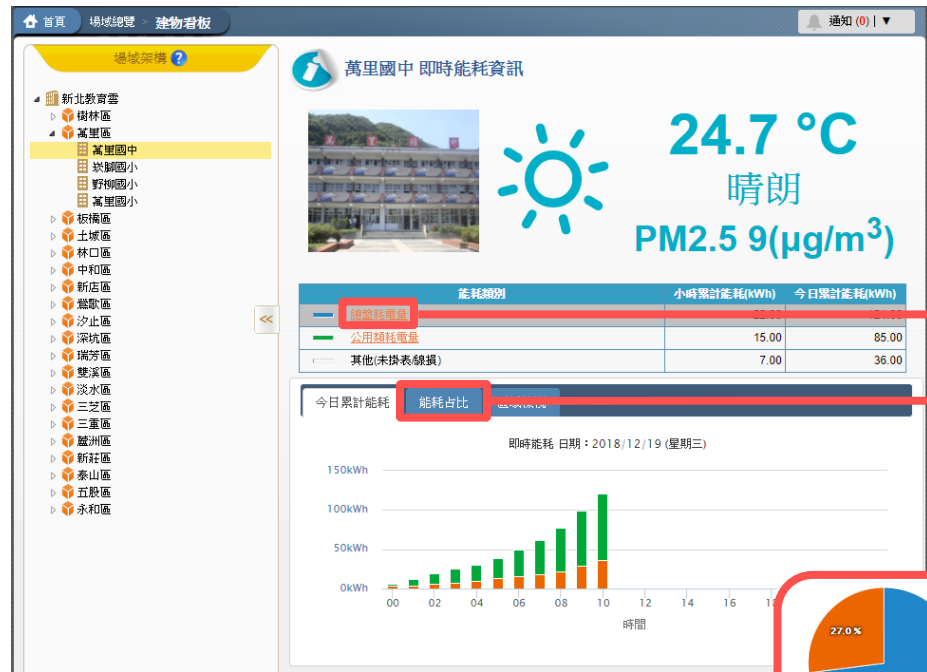 首頁 場域總覽 > 建物看板
通知 (0) | ▼
場域架構 ?
萬里國中 即時能耗資訊
新北教育雲
樹林區
萬里區
萬里國中
崁腳國小
野柳國小
萬里國小
板橋區
土城區
林口區
中和區
新店區
鶯歌區
汐止區
深坑區
瑞芳區
雙溪區
淡水區
三芝區
三重區
蘆洲區
新莊區
泰山區
五股區
永和區
<<
24.7 °C
晴朗
PM2.5 9(μg/m³)
能耗類別 小時累計能耗(kWh) 今日累計能耗(kWh)
總盤耗電量
公用類耗電量 15.00 85.00
其他(未掛表/線損) 7.00 36.00
今日累計能耗 能耗占比
即時能耗 日期：2018/12/19 (星期三)
150kWh
100kWh
50kWh
0kWh
00 02 04 06 08 10 12 14 16
時間
27.0 %